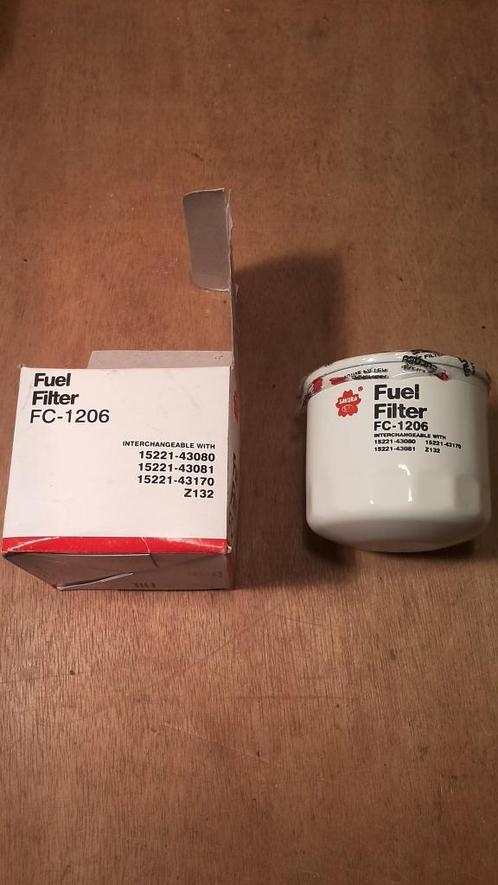 Fuel
Filter
FC-1206
INTERCHANGEABLE WITH
15221-43080
15221-43081
15221-43170
Z132
SAKURA
Fuel
Filter
FC-1206
INTERCHANGEABLE WITH
15221-43080 15221-43170
15221-43081 Z132